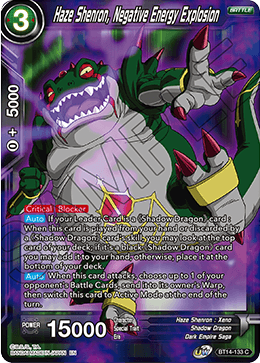 3
Haze Shenron, Negative Energy Explosion
BATTLE
0 + 5000
Critical Blocker
Auto If your Leader Card is a ‹Shadow Dragon› card:
When this card is played from your hand or discarded by
a ‹Shadow Dragon› card's skill, you may look at the top
card of your deck, if it's a black ‹Shadow Dragon› card
you may add it to your hand, otherwise, place it at the
bottom of your deck.
Auto When this card attacks, choose up to 1 of your
opponent's Battle Cards, send it to its owner's Warp,
then switch this card to Active Mode at the end of the
turn.
POWER
15000
Character
Special Trait
Era
Haze Shenron : Xeno
Shadow Dragon
Dark Empire Saga
BT14-133 C